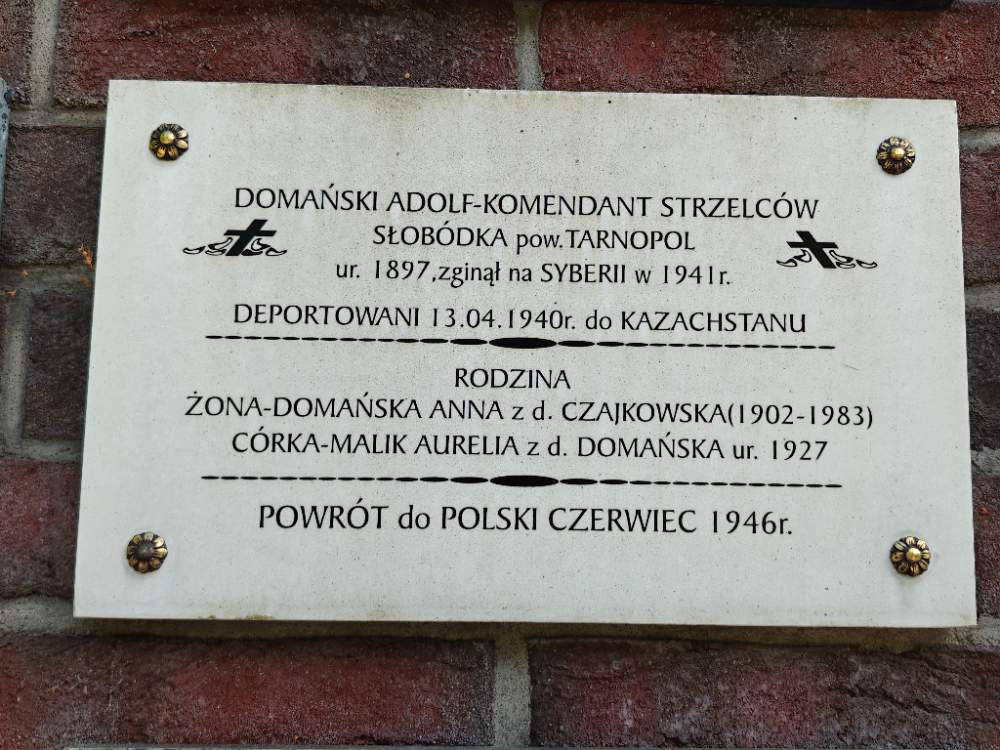 DOMAŃSKI ADOLF-KOMENDANT STRZELCÓW
SŁOBÓDKA pow.TARNOPOL
ur. 1897,zginął na SYBERII w 1941r.
DEPORTOWANI 13.04.1940r. do KAZACHSTANU
RODZINA
ŻONA-DOMAŃSKA ANNA z d. CZAJKOWSKA(1902-1983)
CÓRKA-MALIK AURELIA z d. DOMAŃSKA ur. 1927
POWRÓT do POLSKI CZERWIEC 1946r.